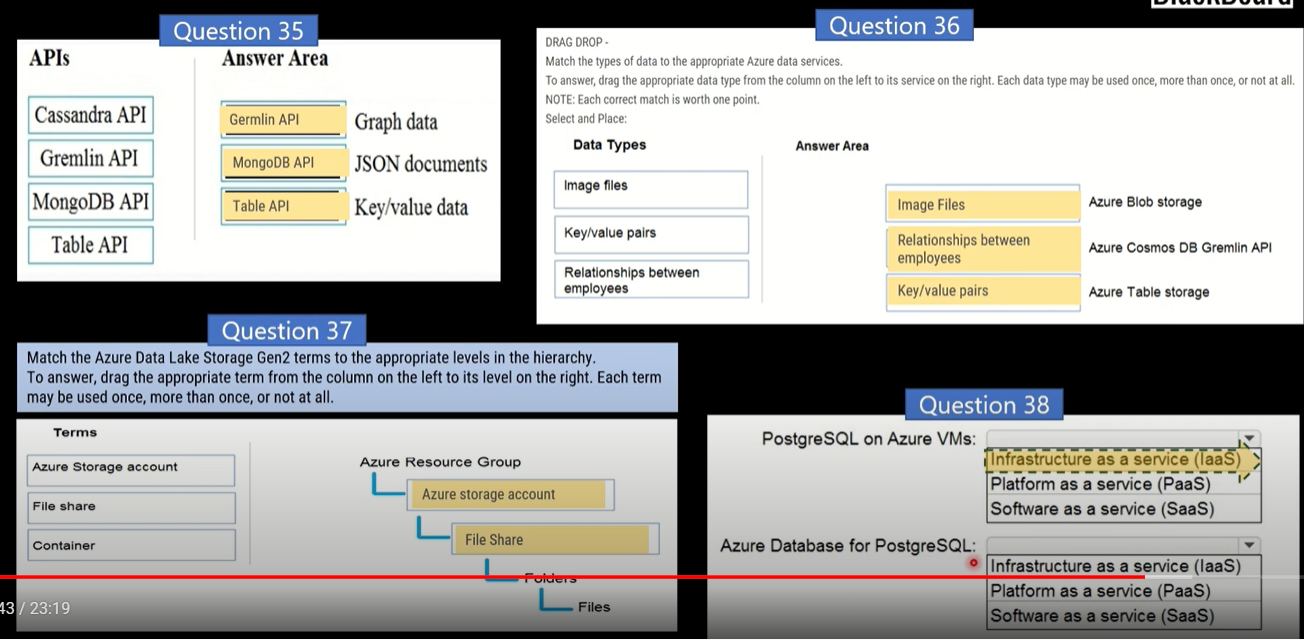 BlackBoard
Question 35
APIs
Answer Area
Cassandra API
Gremlin API
MongoDB API
Table API
Germlin API
Graph data
MongoDB API
JSON documents
Table API
Key/value data
Question 36
DRAG DROP -
Match the types of data to the appropriate Azure data services.
To answer, drag the appropriate data type from the column on the left to its service on the right. Each data type may be used once, more than once, or not at all.
NOTE: Each correct match is worth one point.
Select and Place:
Data Types
Answer Area
Image files
Key/value pairs
Relationships between
employees
Image Files
Azure Blob storage
Relationships between
employees
Azure Cosmos DB Gremlin API
Key/value pairs
Azure Table storage
Question 37
Match the Azure Data Lake Storage Gen2 terms to the appropriate levels in the hierarchy.
To answer, drag the appropriate term from the column on the left to its level on the right. Each term
may be used once, more than once, or not at all.
Terms
Azure Storage account
File share
Container
Azure Resource Group
Azure storage account
File Share
Folders
Files
Question 38
PostgreSQL on Azure VMs:
Infrastructure as a service (IaaS)
Platform as a service (PaaS)
Software as a service (SaaS)
Azure Database for PostgreSQL:
Infrastructure as a service (IaaS)
Platform as a service (PaaS)
Software as a service (SaaS)
43 / 23:19